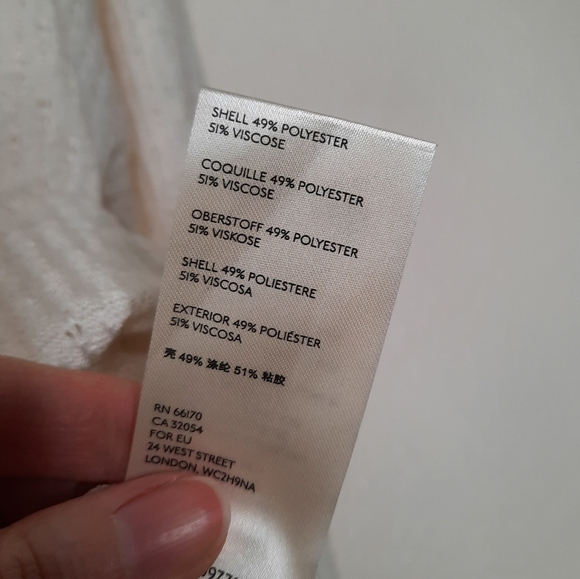 SHELL 49% POLYESTER
51% VISCOSE
COQUILLE 49% POLYESTER
51% VISCOSE
OBERSTOFF 49% POLYESTER
51% VISKOSE
SHELL 49% POLIESTERE
51% VISCOSA
EXTERIOR 49% POLIÉSTER
51% VISCOSA
壳 49% 涤纶 51% 粘胶
RN 66170
CA 32054
FOR EU
24 WEST STREET
LONDON, WC2H9NA